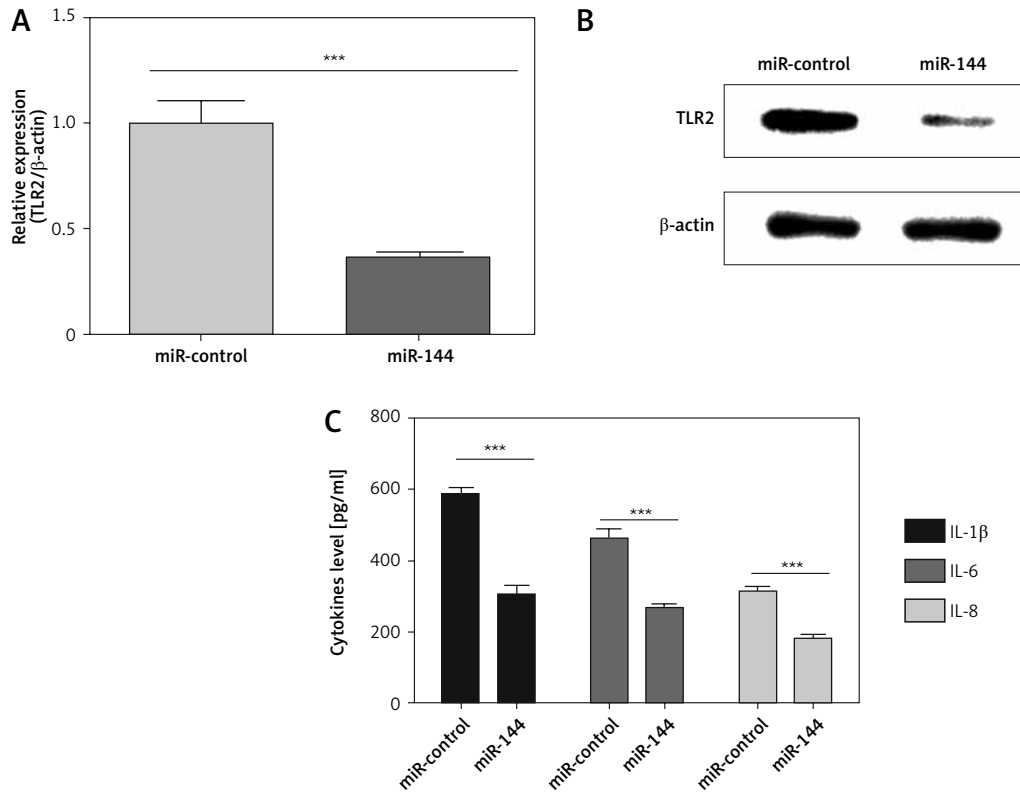 A
Relative expression
(TLR2/β-actin)
1.5
1.0
0.5
0
***
miR-control
miR-144
B
miR-control
miR-144
TLR2
β-actin
C
Cytokines level [pg/ml]
800
600
400
200
0
***
***
***
miR-control
miR-144
miR-control
miR-144
miR-control
miR-144
IL-1β
IL-6
IL-8